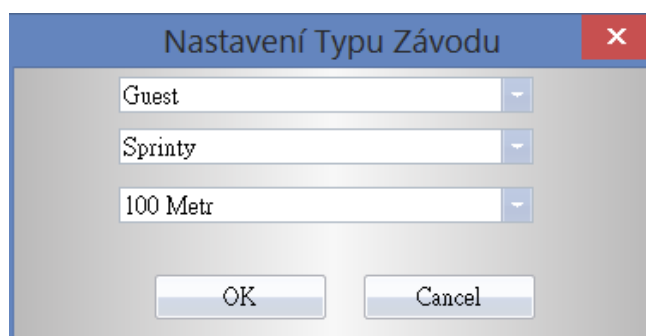 Nastavení Typu Závodu
Guest
Sprinty
100 Metr
OK Cancel